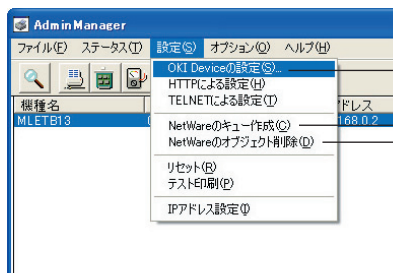 AdminManager
ファイル(F) ステータス(T) 設定(S) オプション(O) ヘルプ(H)
OKI Deviceの設定(S)...
HTTPによる設定(H)
TELNETによる設定(T)
機種名 ドレス
MLETB13 168.0.2
NetWareのキュー作成(C)
NetWareのオブジェクト削除(D)
リセット(R)
テスト印刷(P)
IPアドレス設定(I)